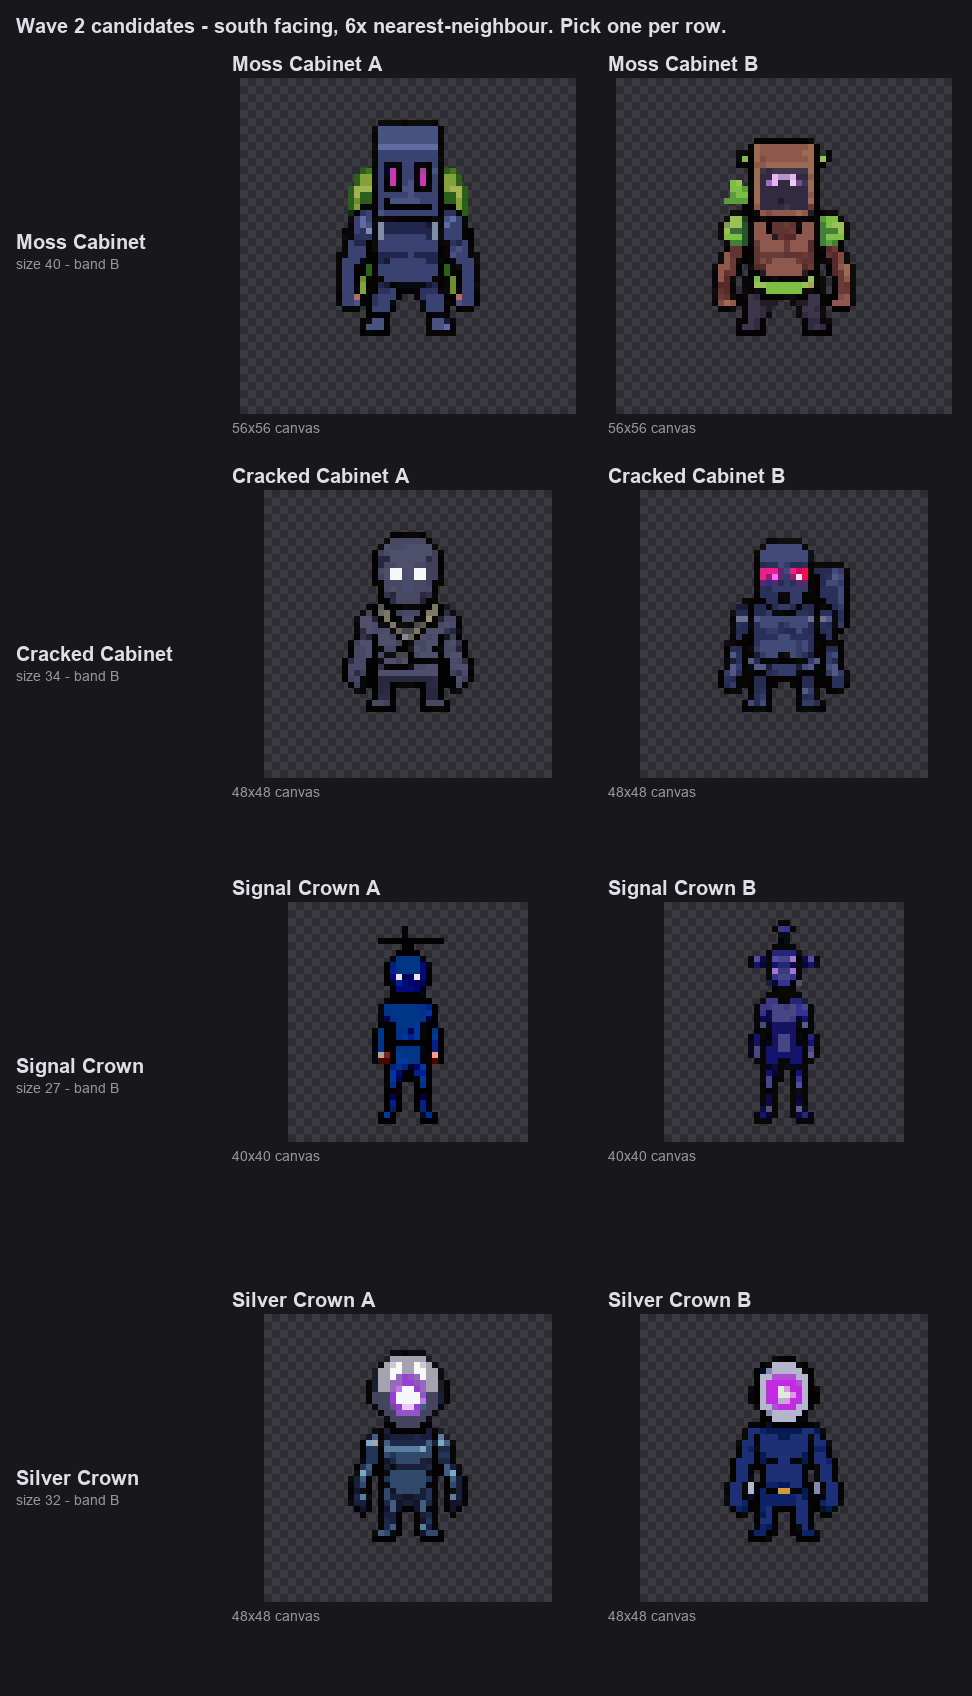 Wave 2 candidates - south facing, 6x nearest-neighbour. Pick one per row.
Moss Cabinet A
Moss Cabinet B
Moss Cabinet
size 40 - band B
56x56 canvas
56x56 canvas
Cracked Cabinet A
Cracked Cabinet B
Cracked Cabinet
size 34 - band B
48x48 canvas
48x48 canvas
Signal Crown A
Signal Crown B
Signal Crown
size 27 - band B
40x40 canvas
40x40 canvas
Silver Crown A
Silver Crown B
Silver Crown
size 32 - band B
48x48 canvas
48x48 canvas